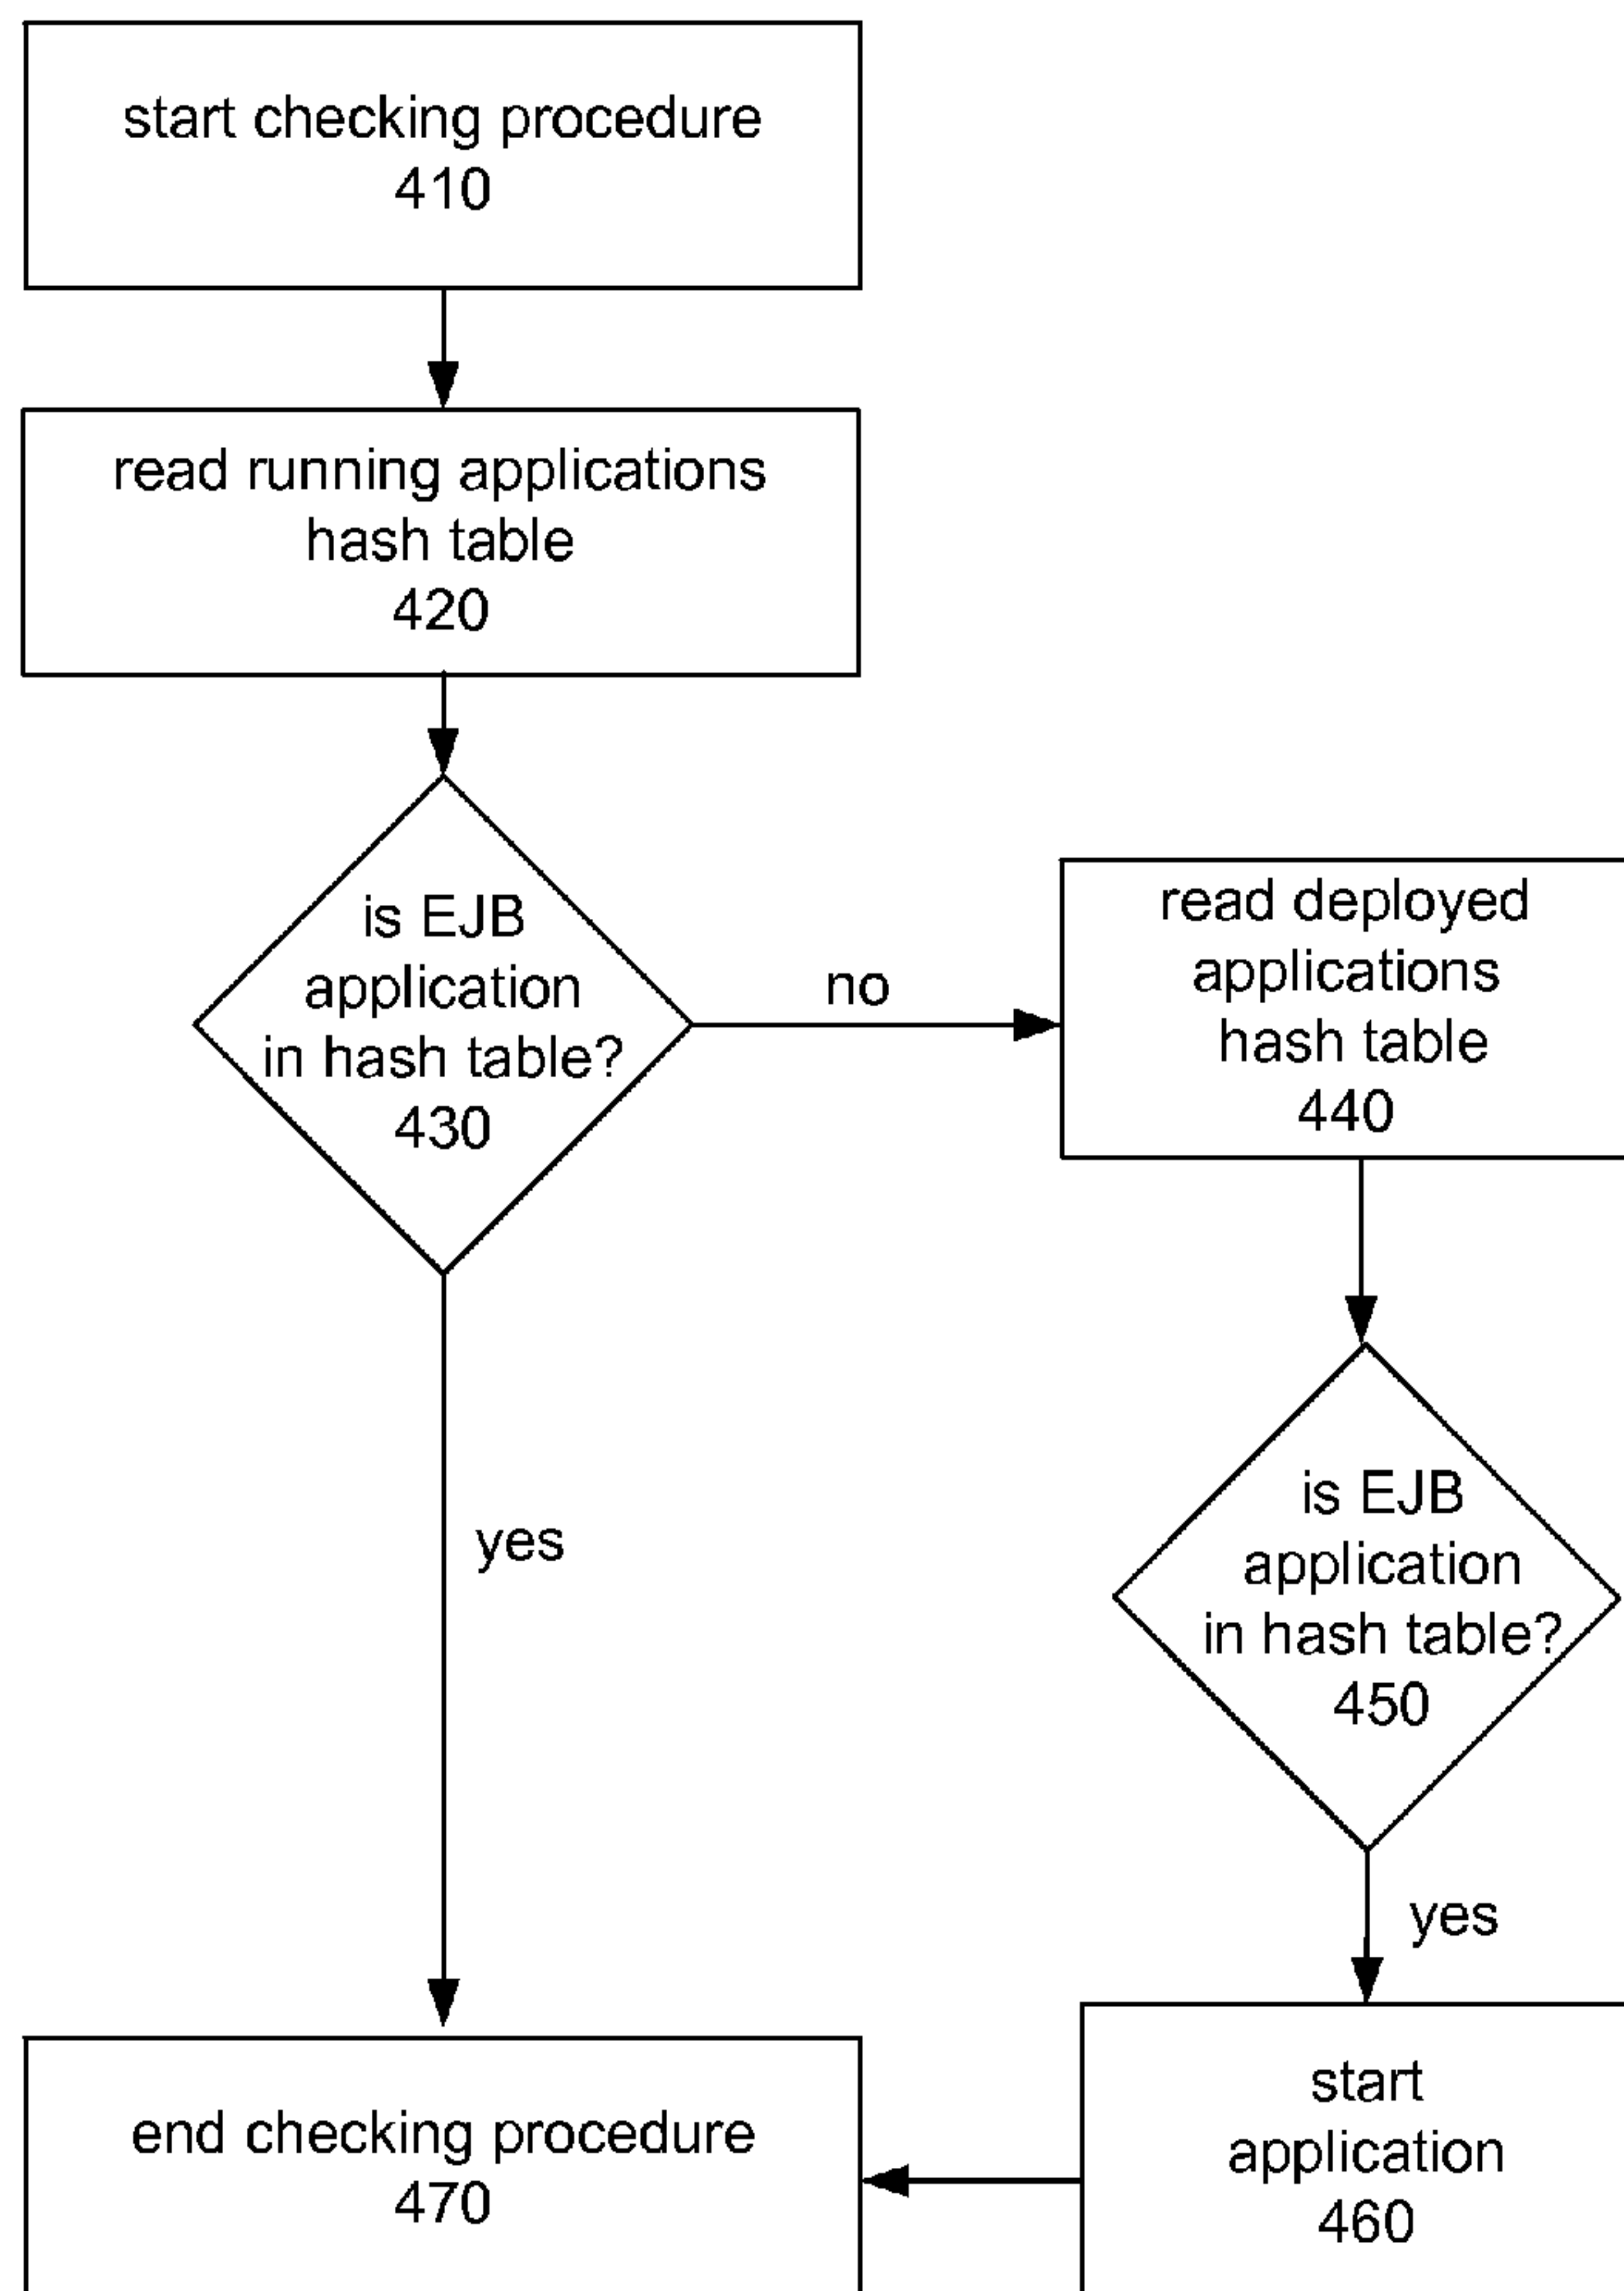 start checking procedure
410
read running applications
hash table
420
is EJB
application
in hash table?
430
no
read deployed
applications
hash table
440
yes
is EJB
application
in hash table?
450
yes
start
application
460
end checking procedure
470